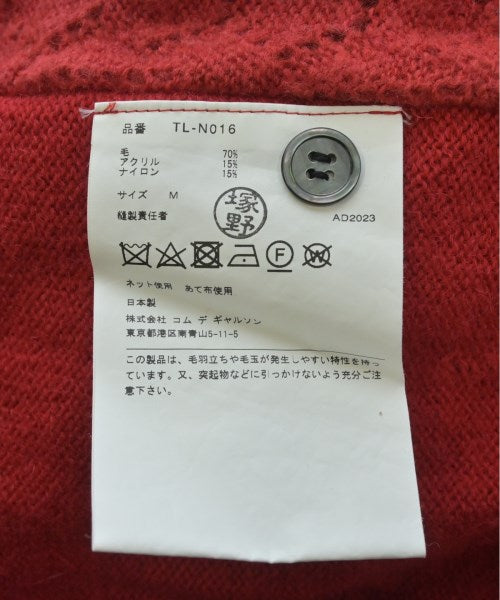 品番 TL-N016
毛 70%
アクリル 15%
ナイロン 15%
サイズ M
縫製責任者 塚野 AD2023
F W
ネット使用 あて布使用
日本製
株式会社 コム デ ギャルソン
東京都港区南青山5-11-5
この製品は、毛羽立ちや毛玉が発生しやすい特性を持っ
ています。又、突起物などに引っかけないよう充分ご注
意下さい。